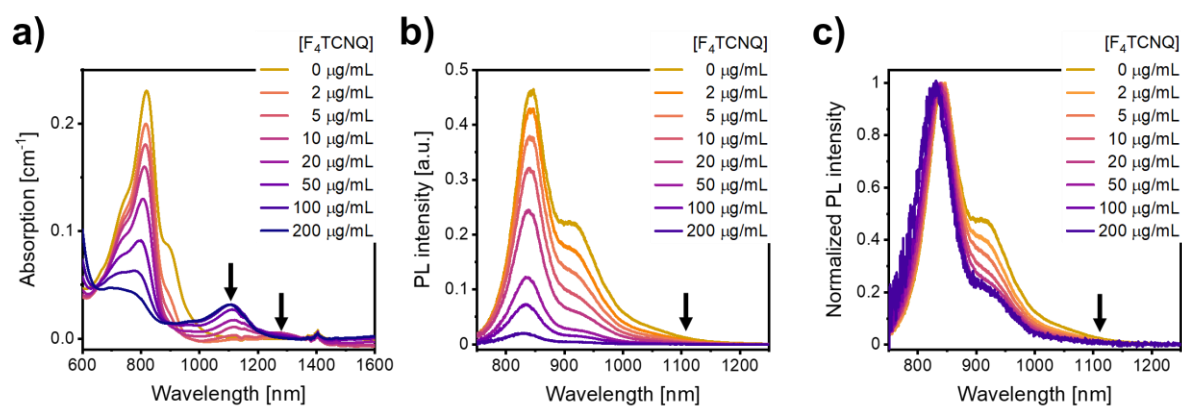 a)
[F₄TCNQ]
0 μg/mL
2 μg/mL
5 μg/mL
10 μg/mL
20 μg/mL
50 μg/mL
100 μg/mL
200 μg/mL
Absorption [cm⁻¹]
0.2
0.1
0.0
600 800 1000 1200 1400 1600
Wavelength [nm]
b)
[F₄TCNQ]
0 μg/mL
2 μg/mL
5 μg/mL
10 μg/mL
20 μg/mL
50 μg/mL
100 μg/mL
200 μg/mL
PL intensity [a.u.]
0.5
0.4
0.3
0.2
0.1
0
800 900 1000 1100 1200
Wavelength [nm]
c)
[F₄TCNQ]
0 μg/mL
2 μg/mL
5 μg/mL
10 μg/mL
20 μg/mL
50 μg/mL
100 μg/mL
200 μg/mL
Normalized PL intensity
1
0.8
0.6
0.4
0.2
0
800 900 1000 1100 1200
Wavelength [nm]